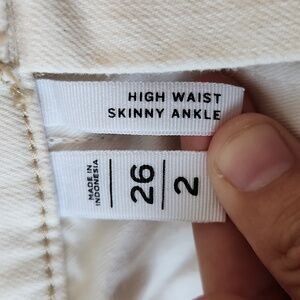 HIGH WAIST
SKINNY ANKLE
MADE IN
INDONESIA
26
2